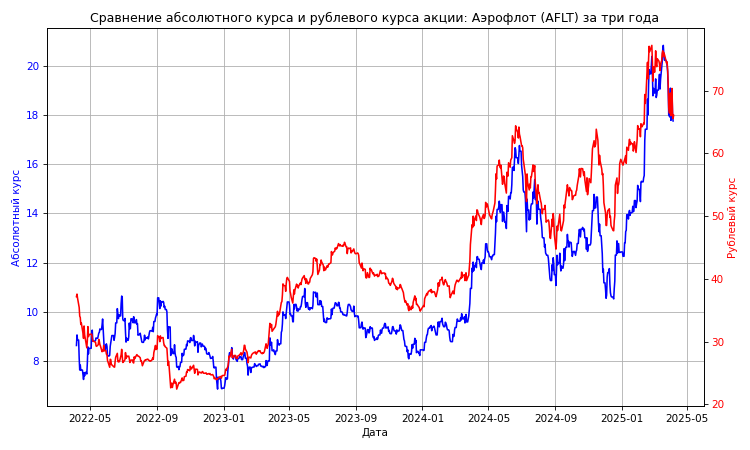 Сравнение абсолютного курса и рублевого курса акции: Аэрофлот (AFLT) за три года
Абсолютный курс
20
18
16
14
12
10
8
70
60
50
40
30
20
Рублевый курс
2022-05 2022-09 2023-01 2023-05 2023-09 2024-01 2024-05 2024-09 2025-01 2025-05
Дата